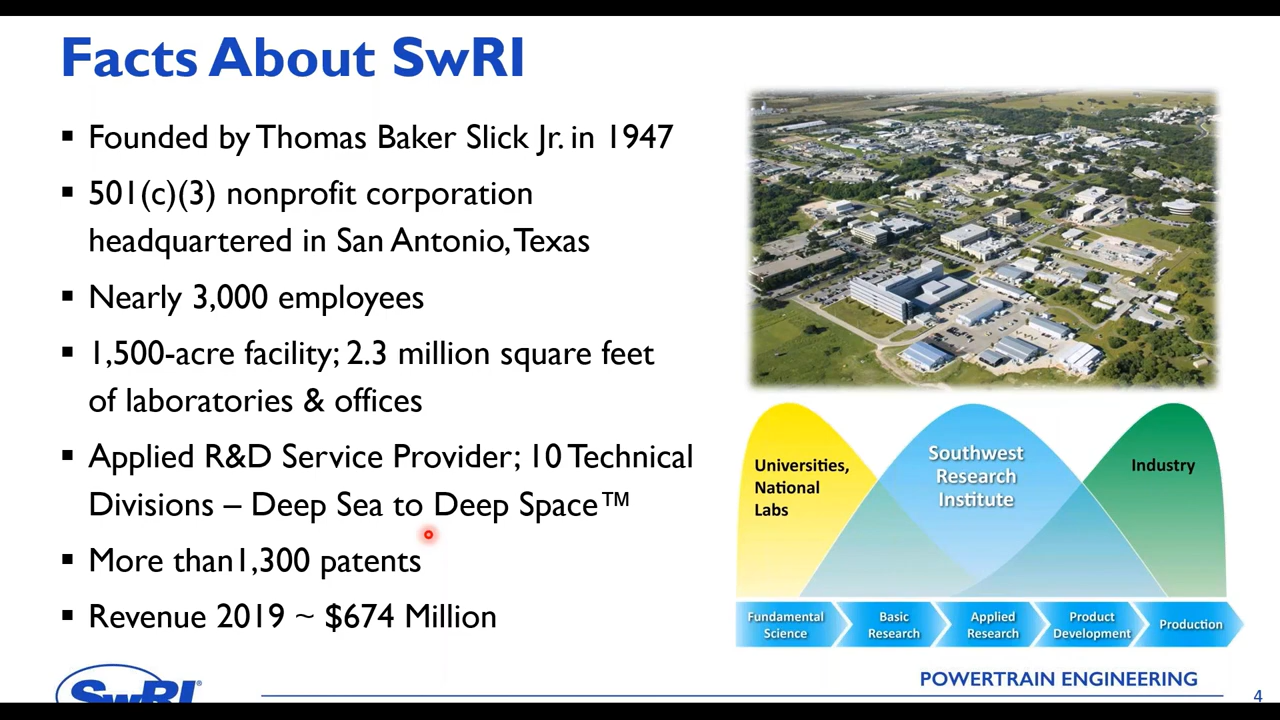 Facts About SwRI
▪ Founded by Thomas Baker Slick Jr. in 1947
▪ 501(c)(3) nonprofit corporation
headquartered in San Antonio, Texas
▪ Nearly 3,000 employees
▪ 1,500-acre facility; 2.3 million square feet
of laboratories & offices
▪ Applied R&D Service Provider; 10 Technical
Divisions – Deep Sea to Deep Space™
▪ More than1,300 patents
▪ Revenue 2019 ~ $674 Million
Universities,
National
Labs
Southwest
Research
Institute
Industry
Fundamental
Science
Basic
Research
Applied
Research
Product
Development
Production
SwRI®
POWERTRAIN ENGINEERING
4